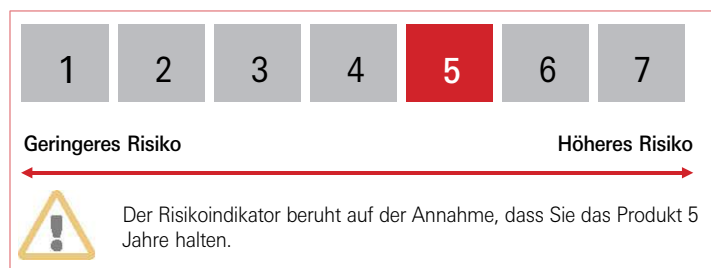 1 2 3 4 5 6 7
Geringeres Risiko Höheres Risiko
Der Risikoindikator beruht auf der Annahme, dass Sie das Produkt 5
Jahre halten.